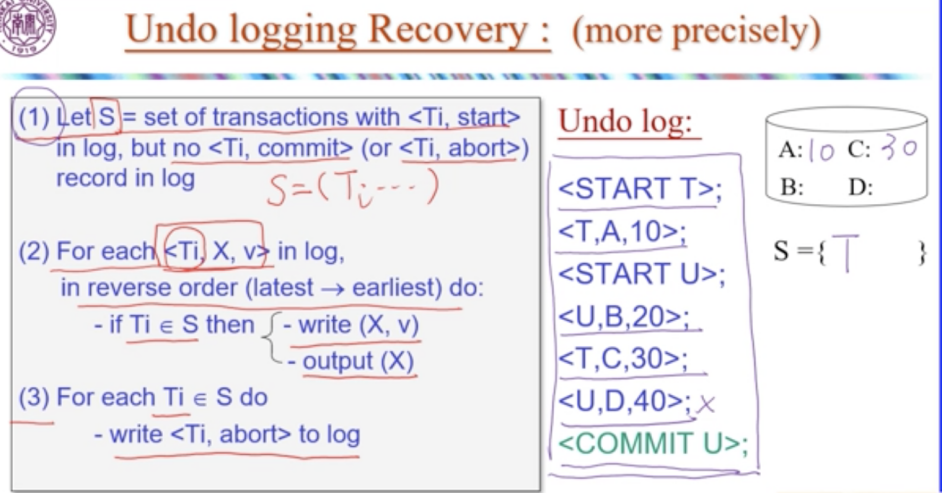 Undo logging Recovery : (more precisely)
(1) Let S = set of transactions with <Ti, start>
in log, but no <Ti, commit> (or <Ti, abort>)
record in log
S=(Ti...)
(2) For each <Ti, X, v> in log,
in reverse order (latest → earliest) do:
- if Ti ∈ S then
- write (X, v)
- output (X)
(3) For each Ti ∈ S do
- write <Ti, abort> to log
Undo log:
<START T>;
<T,A,10>;
<START U>;
<U,B,20>;
<T,C,30>;
<U,D,40>; x
<COMMIT U>;
A: 10 C: 30
B: D:
S ={ T }
1919